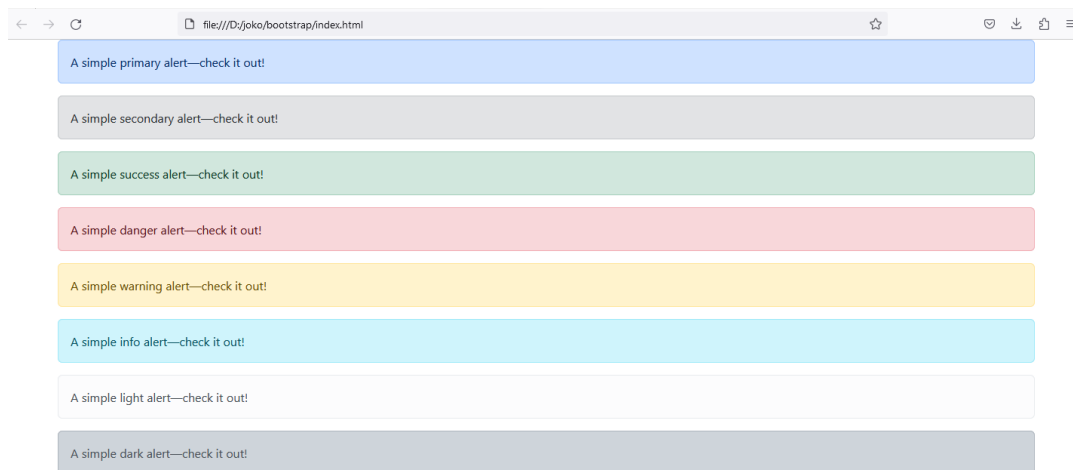 file:///D:/joko/bootstrap/index.html
A simple primary alert—check it out!
A simple secondary alert—check it out!
A simple success alert—check it out!
A simple danger alert—check it out!
A simple warning alert—check it out!
A simple info alert—check it out!
A simple light alert—check it out!
A simple dark alert—check it out!